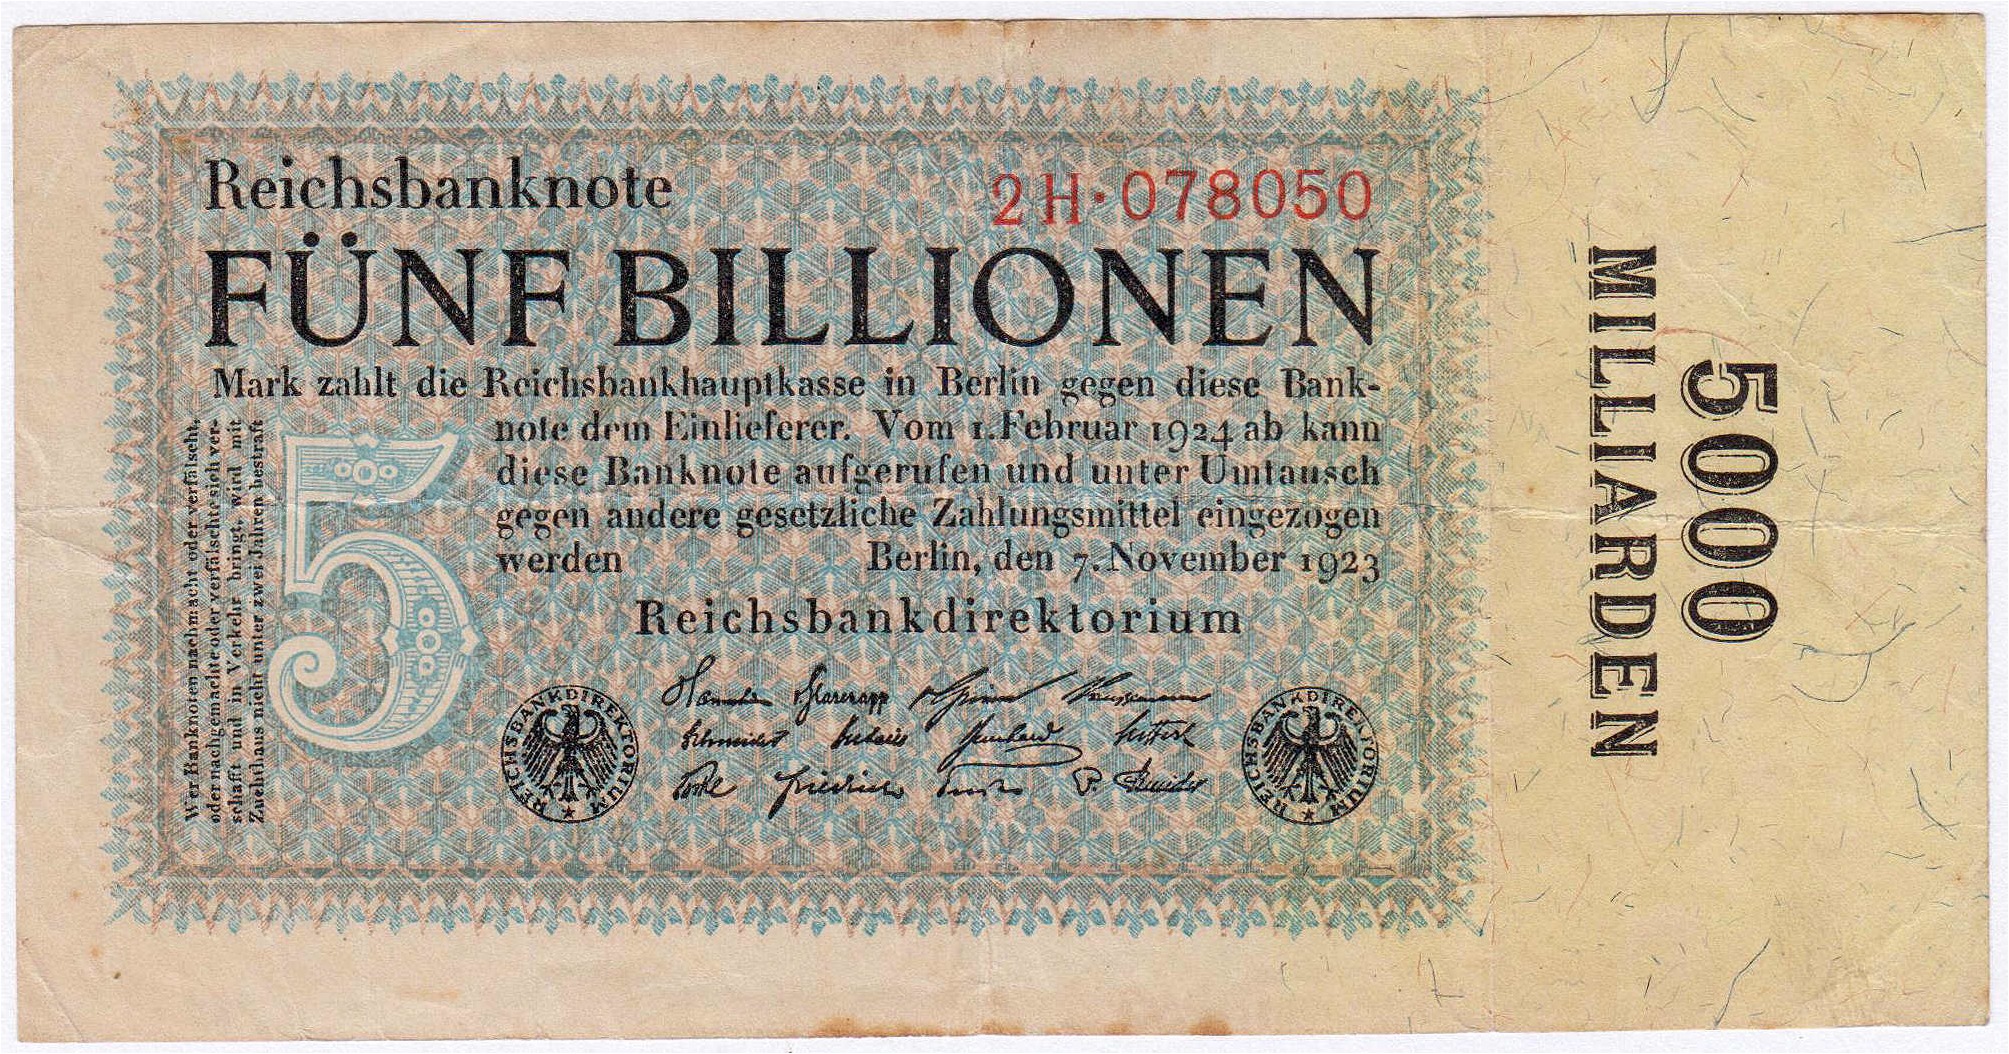 Reichsbanknote
2H·078050
FÜNF BILLIONEN
Mark zahlt die Reichsbankhauptkasse in Berlin gegen diese Bank-
note dem Einlieferer. Vom 1. Februar 1924 ab kann
diese Banknote aufgerufen und unter Umtausch
gegen andere gesetzliche Zahlungsmittel eingezogen
werden Berlin, den 7. November 1923
Reichsbankdirektorium
5
Wer Banknoten nachmacht oder verfälscht,
oder nachgemachte oder verfälschte sich ver-
schafft und in Verkehr bringt, wird mit
Zuchthaus nicht unter zwei Jahren bestraft
REICHSBANKDIREKTORIUM
Schneider
Friedrich
P. Schneider
REICHSBANKDIREKTORIUM
5000
MILLIARDEN